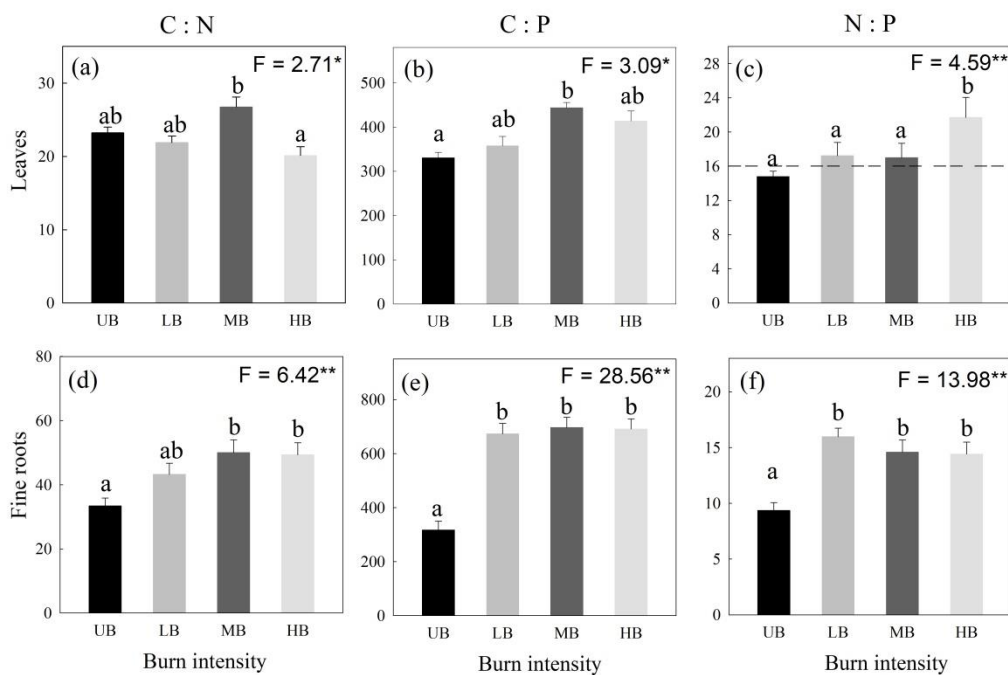 C : N
C : P
N : P
(a)
F = 2.71*
30
20
10
0
ab
ab
b
a
UB
LB
MB
HB
Leaves
(b)
F = 3.09*
500
400
300
200
100
0
a
ab
b
ab
UB
LB
MB
HB
(c)
F = 4.59**
28
24
20
16
12
8
4
0
a
a
a
b
UB
LB
MB
HB
(d)
F = 6.42**
80
60
40
20
0
a
ab
b
b
UB
LB
MB
HB
Fine roots
Burn intensity
(e)
F = 28.56**
800
600
400
200
0
a
b
b
b
UB
LB
MB
HB
Burn intensity
(f)
F = 13.98**
20
15
10
5
0
a
b
b
b
UB
LB
MB
HB
Burn intensity